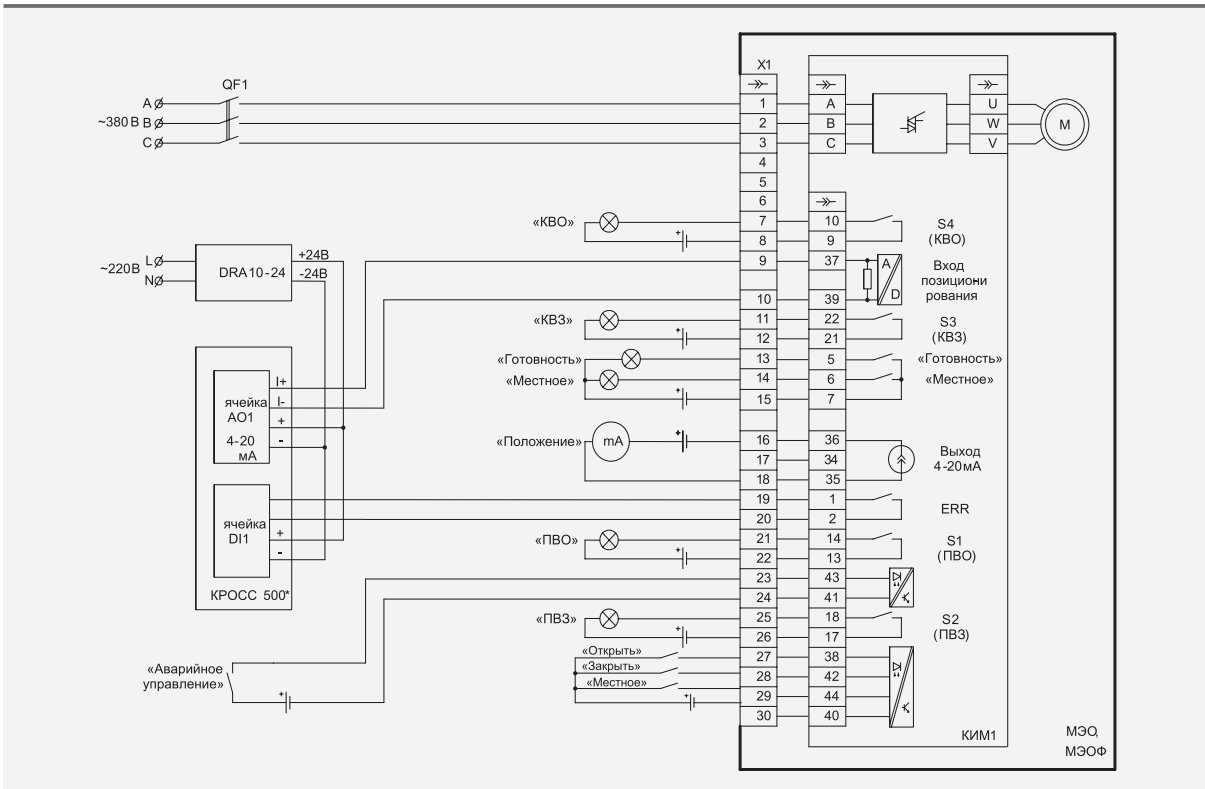 QF1
X1
A
~380 В B
C
1 A U
2 B W M
3 C V
4
5
6
«КВО» + 7 10 S4
8 9 (КВО)
L +24В
~220В DRA10-24
N -24В
9 37 A Вход
позициони
D рования
10 39
«КВЗ» + 11 22 S3
12 21 (КВЗ)
«Готовность» 13 5 «Готовность»
«Местное» + 14 6 «Местное»
15 7
I+
ячейка I-
АО1 +
4-20 -
мА
«Положение» mA + 16 36 Выход
17 34 4-20мА
18 35
19 1 ERR
20 2
ячейка
DI1 +
-
КРОСС 500*
«ПВО» + 21 14 S1
22 13 (ПВО)
23 43
24 41
«ПВЗ» + 25 18 S2
26 17 (ПВЗ)
«Открыть» 27 38
«Закрыть» 28 42
«Местное» + 29 44
30 40
«Аварийное
управление» +
КИМ1
МЭО,
МЭОФ